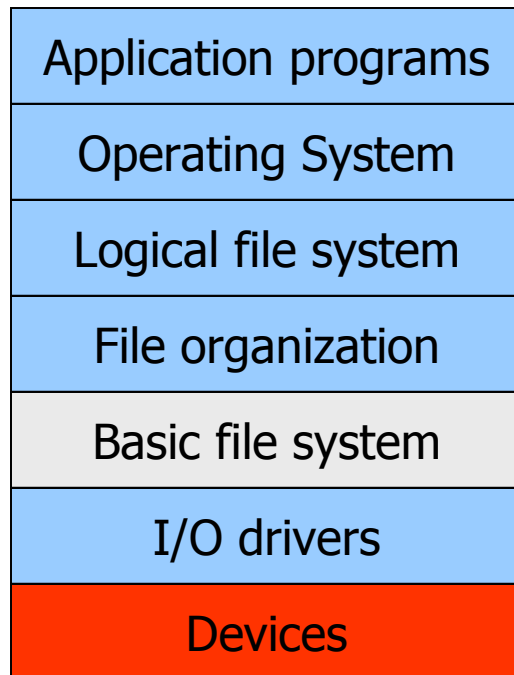 Application programs
Operating System
Logical file system
File organization
Basic file system
I/O drivers
Devices